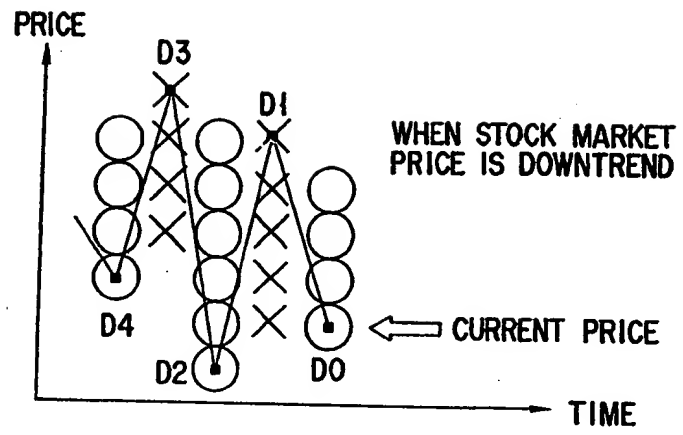 PRICE
D3
D1
WHEN STOCK MARKET
PRICE IS DOWNTREND
D4
CURRENT PRICE
D2
D0
TIME